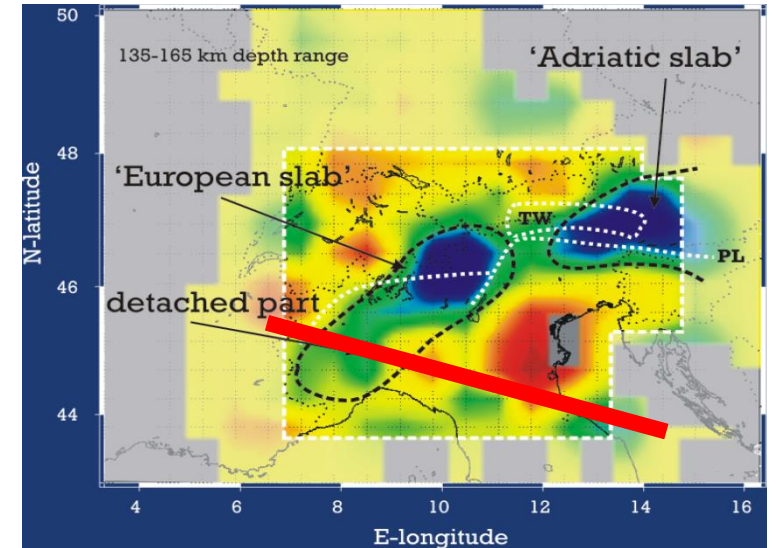 50
135-165 km depth range
'Adriatic slab'
48
'European slab'
TW
PL
46
detached part
44
N-latitude
4 6 8 10 12 14 16
E-longitude